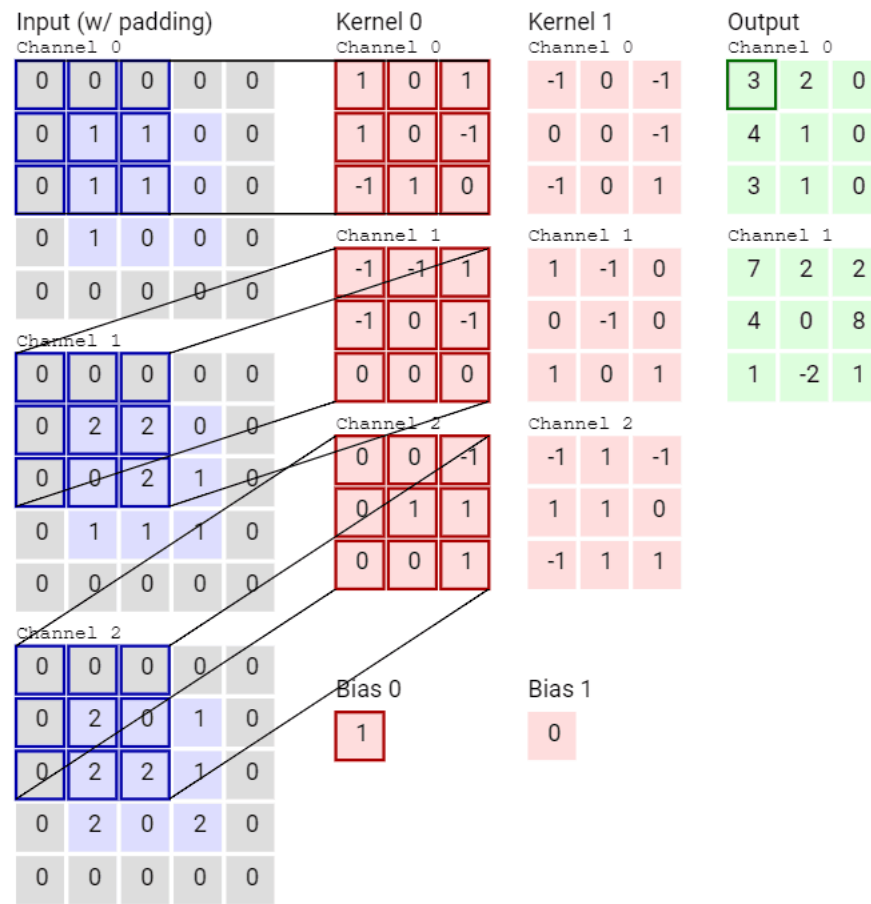 Input (w/ padding)
Channel 0
0 0 0 0 0
0 1 1 0 0
0 1 1 0 0
0 1 0 0 0
0 0 0 0 0
Channel 1
0 0 0 0 0
0 2 2 0 0
0 0 2 1 0
0 1 1 1 0
0 0 0 0 0
Channel 2
0 0 0 0 0
0 2 0 1 0
0 2 2 1 0
0 2 0 2 0
0 0 0 0 0
Kernel 0
Channel 0
1 0 1
1 0 -1
-1 1 0
Channel 1
-1 -1 1
-1 0 -1
0 0 0
Channel 2
0 0 -1
0 1 1
0 0 1
Bias 0
1
Kernel 1
Channel 0
-1 0 -1
0 0 -1
-1 0 1
Channel 1
1 -1 0
0 -1 0
1 0 1
Channel 2
-1 1 -1
1 1 0
-1 1 1
Bias 1
0
Output
Channel 0
3 2 0
4 1 0
3 1 0
Channel 1
7 2 2
4 0 8
1 -2 1